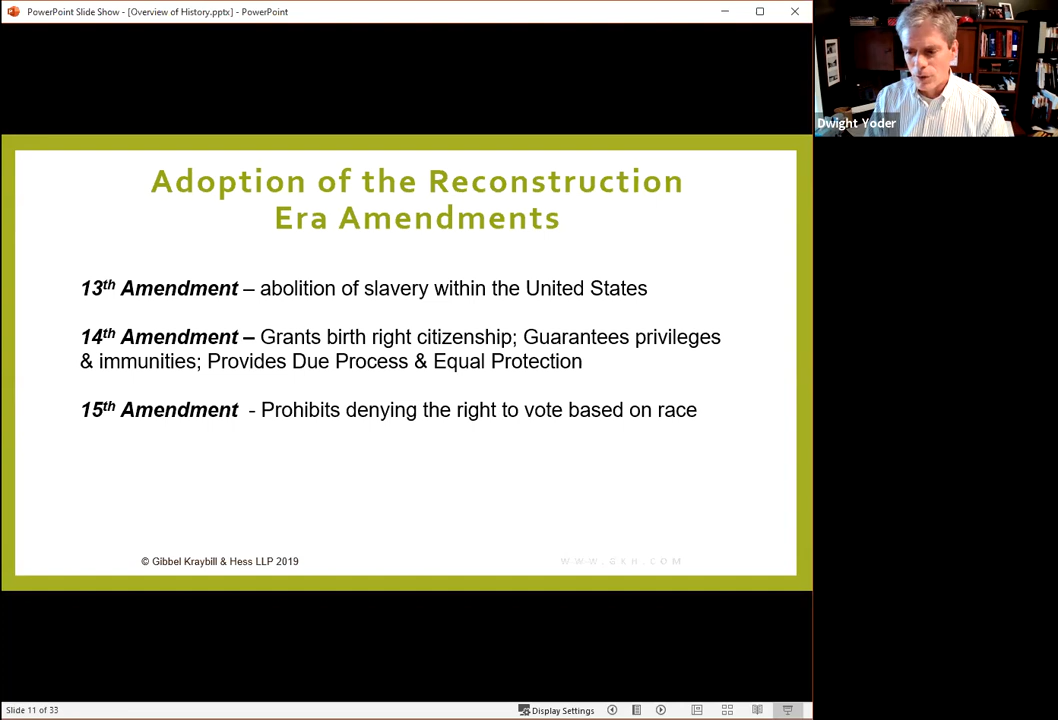 PowerPoint Slide Show - [Overview of History.pptx] - PowerPoint
Dwight Yoder
Adoption of the Reconstruction
Era Amendments
13th Amendment – abolition of slavery within the United States
14th Amendment – Grants birth right citizenship; Guarantees privileges
& immunities; Provides Due Process & Equal Protection
15th Amendment - Prohibits denying the right to vote based on race
© Gibbel Kraybill & Hess LLP 2019
WWW.GKH.COM
Slide 11 of 33
Display Settings